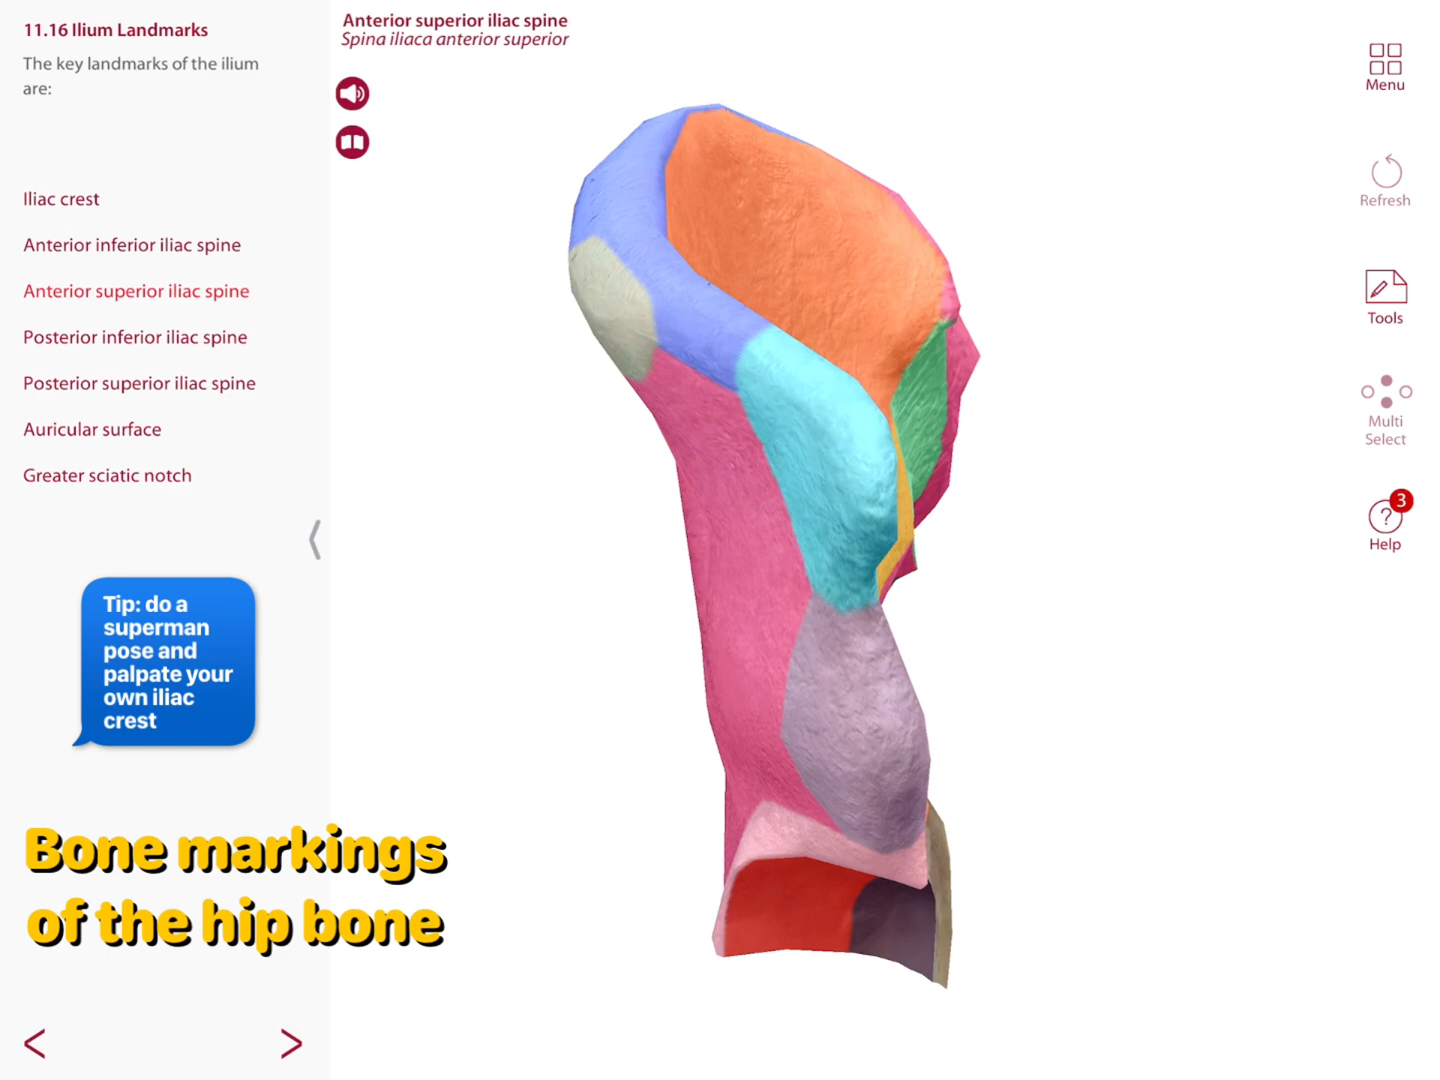 11.16 Ilium Landmarks
The key landmarks of the ilium
are:
Iliac crest
Anterior inferior iliac spine
Anterior superior iliac spine
Posterior inferior iliac spine
Posterior superior iliac spine
Auricular surface
Greater sciatic notch
Tip: do a
superman
pose and
palpate your
own iliac
crest
Bone markings
of the hip bone
Anterior superior iliac spine
Spina iliaca anterior superior
Menu
Refresh
Tools
Multi
Select
3
Help